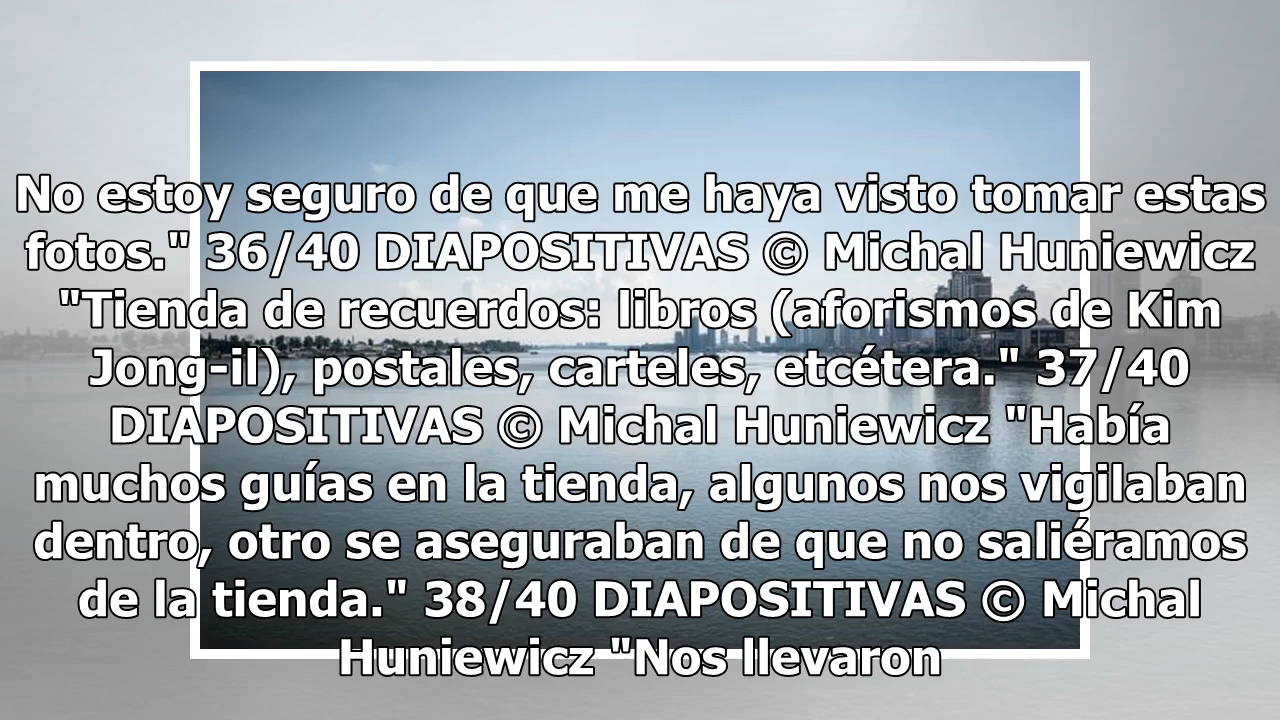 No estoy seguro de que me haya visto tomar estas
fotos." 36/40 DIAPOSITIVAS © Michal Huniewicz
"Tienda de recuerdos: libros (aforismos de Kim
Jong-il), postales, carteles, etcétera." 37/40
DIAPOSITIVAS © Michal Huniewicz "Había
muchos guías en la tienda, algunos nos vigilaban
dentro, otro se aseguraban de que no saliéramos
de la tienda." 38/40 DIAPOSITIVAS © Michal
Huniewicz "Nos llevaron